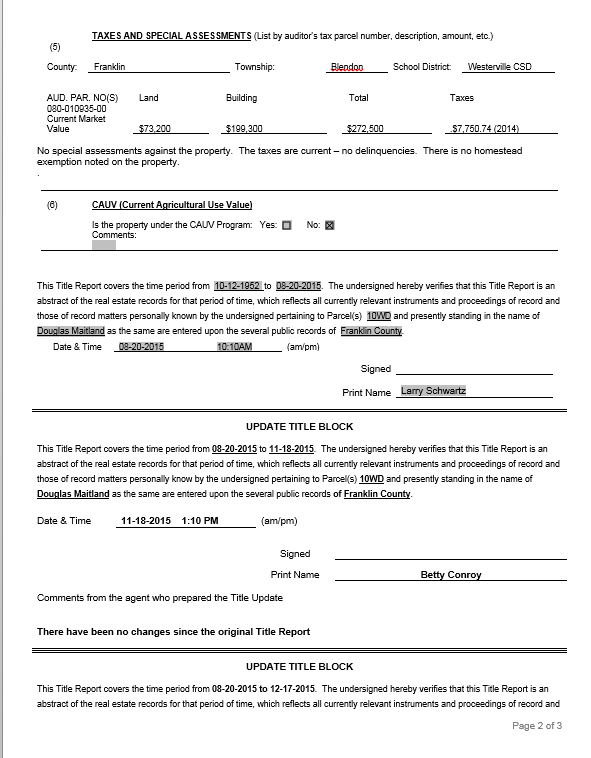 TAXES AND SPECIAL ASSESSMENTS (List by auditor's tax parcel number, description, amount, etc.)
(5)
County: Franklin Township: Blendon School District: Westerville CSD
AUD. PAR. NO(S) Land Building Total Taxes
080-010935-00
Current Market
Value $73,200 $199,300 $272,500 .$7,750.74 (2014)
No special assessments against the property. The taxes are current – no delinquencies. There is no homestead
exemption noted on the property.
.
(6) CAUV (Current Agricultural Use Value)
Is the property under the CAUV Program: Yes: No: ☒
Comments:
This Title Report covers the time period from 10-12-1952 to 08-20-2015. The undersigned hereby verifies that this Title Report is an
abstract of the real estate records for that period of time, which reflects all currently relevant instruments and proceedings of record and
those of record matters personally known by the undersigned pertaining to Parcel(s) 10WD and presently standing in the name of
Douglas Maitland as the same are entered upon the several public records of Franklin County.
Date & Time 08-20-2015 10:10AM (am/pm)
Signed
Print Name Larry Schwartz
UPDATE TITLE BLOCK
This Title Report covers the time period from 08-20-2015 to 11-18-2015. The undersigned hereby verifies that this Title Report is an
abstract of the real estate records for that period of time, which reflects all currently relevant instruments and proceedings of record and
those of record matters personally know by the undersigned pertaining to Parcel(s) 10WD and presently standing in the name of
Douglas Maitland as the same are entered upon the several public records of Franklin County.
Date & Time 11-18-2015 1:10 PM (am/pm)
Signed
Print Name Betty Conroy
Comments from the agent who prepared the Title Update
There have been no changes since the original Title Report
UPDATE TITLE BLOCK
This Title Report covers the time period from 08-20-2015 to 12-17-2015. The undersigned hereby verifies that this Title Report is an
abstract of the real estate records for that period of time, which reflects all currently relevant instruments and proceedings of record and
Page 2 of 3